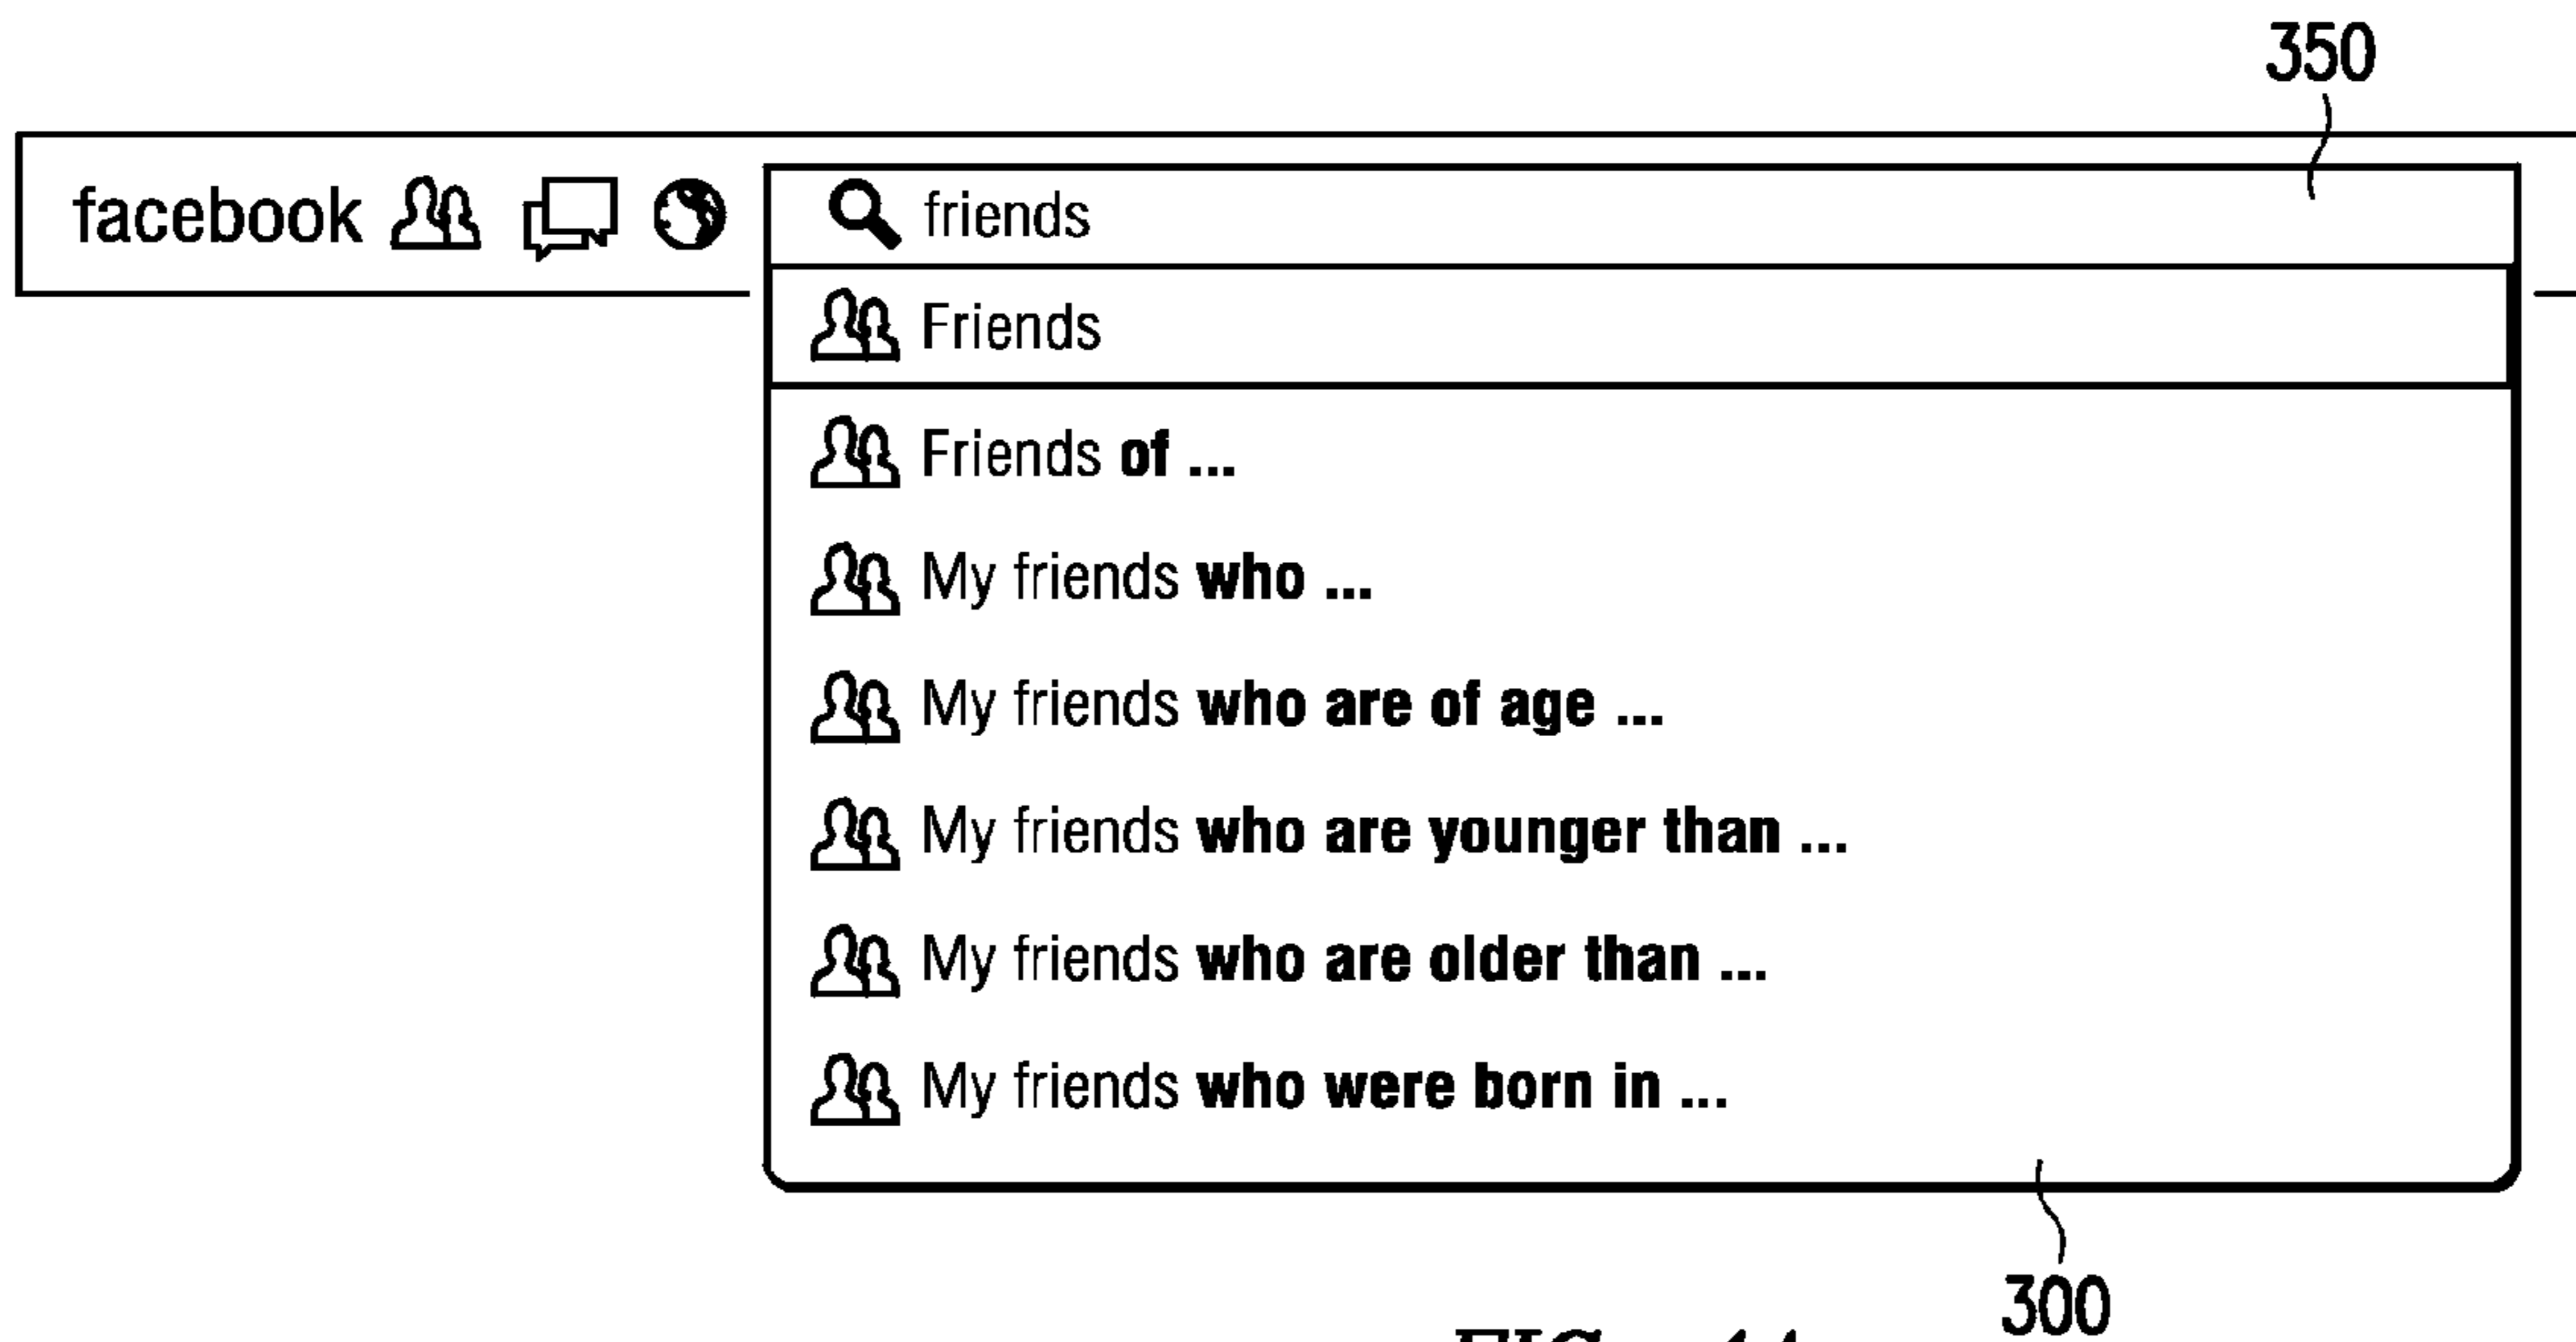 350
facebook friends
Friends
Friends of ...
My friends who ...
My friends who are of age ...
My friends who are younger than ...
My friends who are older than ...
My friends who were born in ...
300